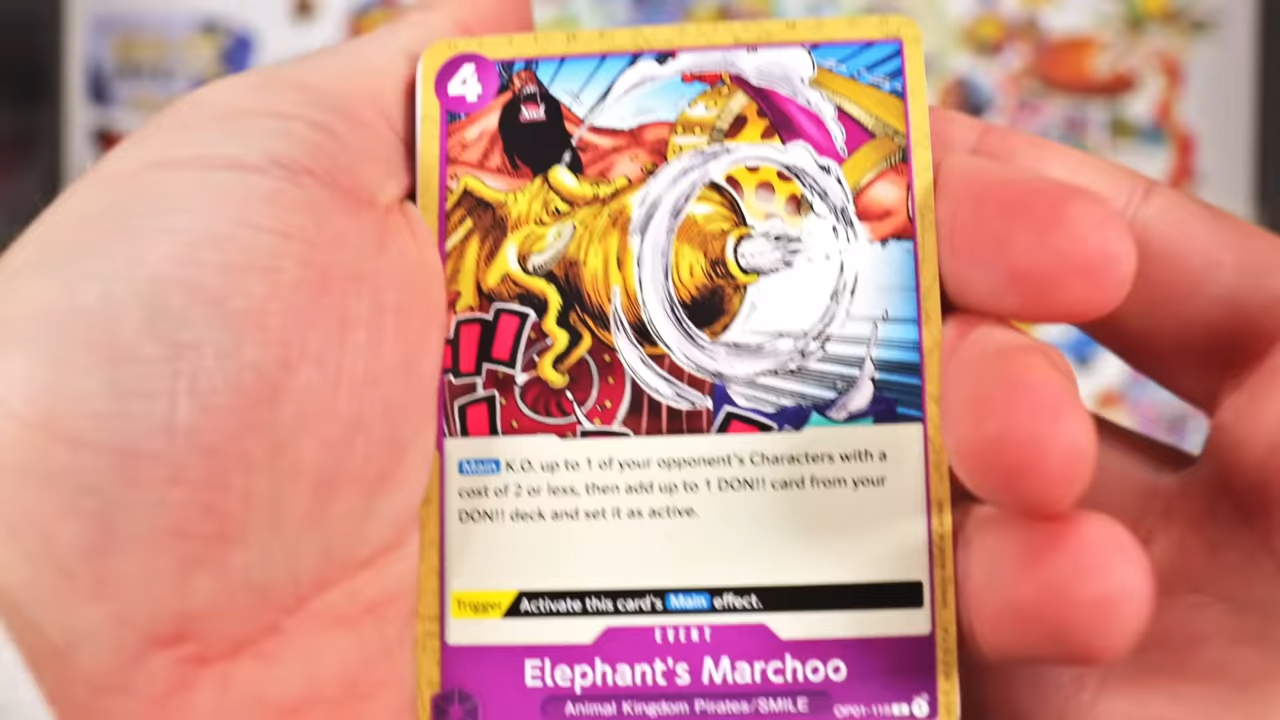 4
Main K.O. up to 1 of your opponent's Characters with a
cost of 2 or less, then add up to 1 DON!! card from your
DON!! deck and set it as active.
Trigger Activate this card's Main effect.
EVENT
Elephant's Marchoo
Animal Kingdom Pirates/SMILE